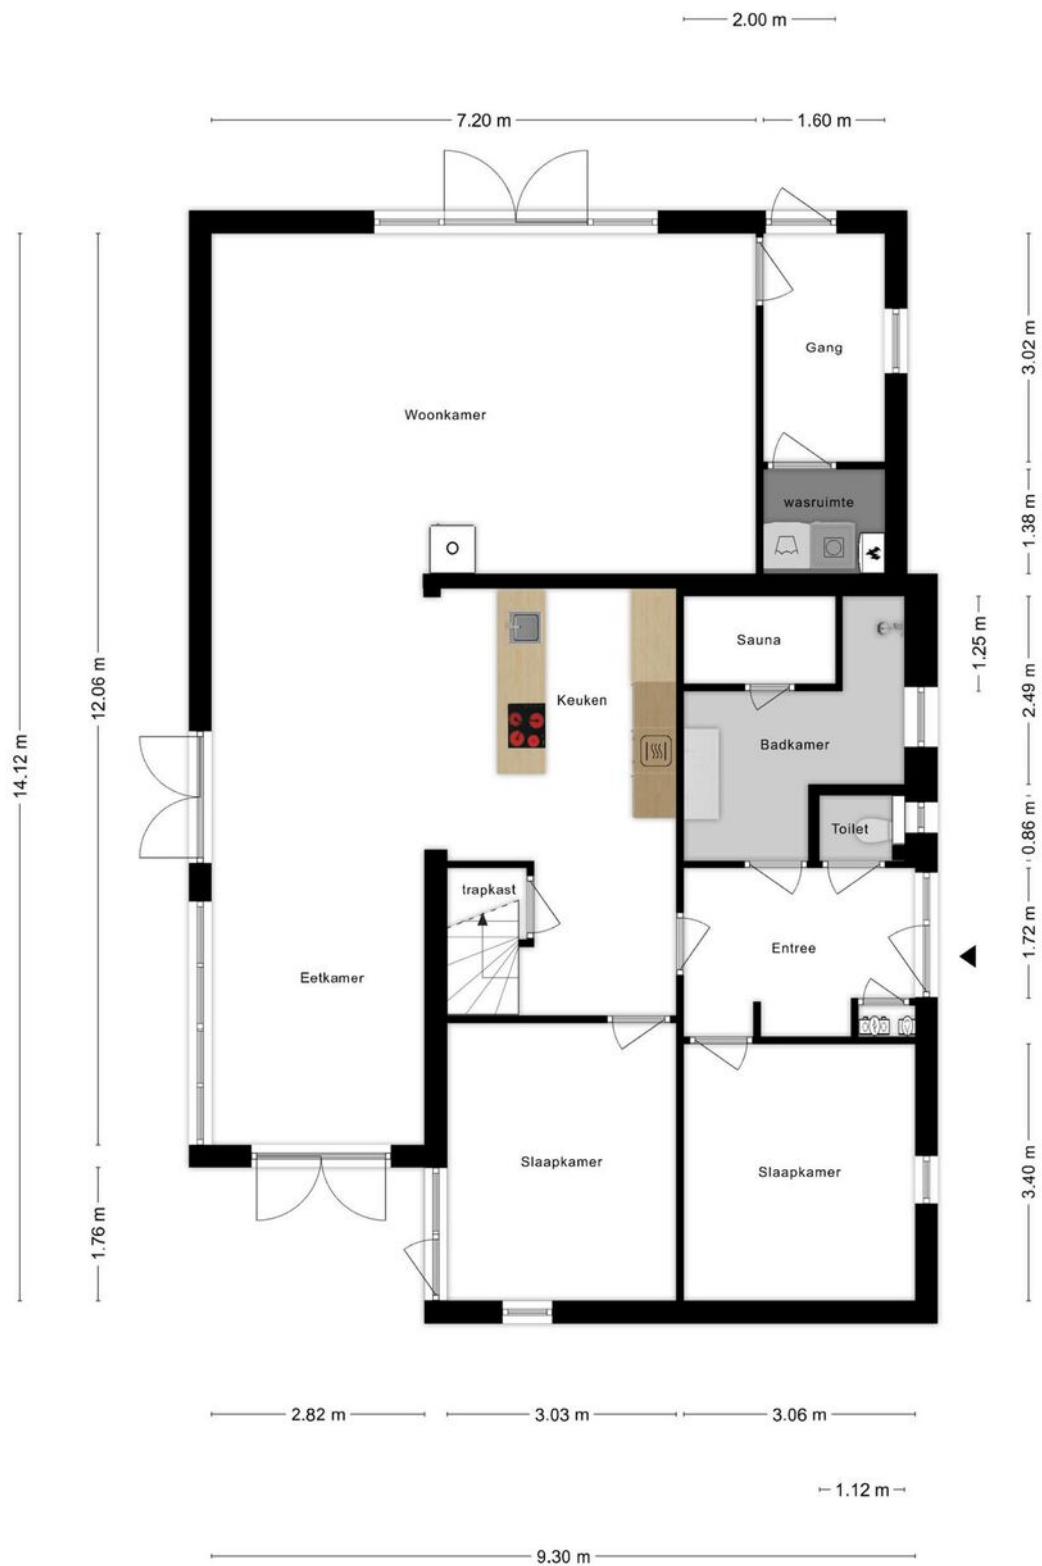 2.00 m
7.20 m
1.60 m
3.02 m
Gang
Woonkamer
wasruimte
1.38 m
Sauna
1.25 m
2.49 m
12.06 m
Keuken
Badkamer
14.12 m
Toilet
0.86 m
trapkast
1.72 m
Entree
Eetkamer
Slaapkamer
Slaapkamer
3.40 m
1.76 m
2.82 m
3.03 m
3.06 m
1.12 m
9.30 m